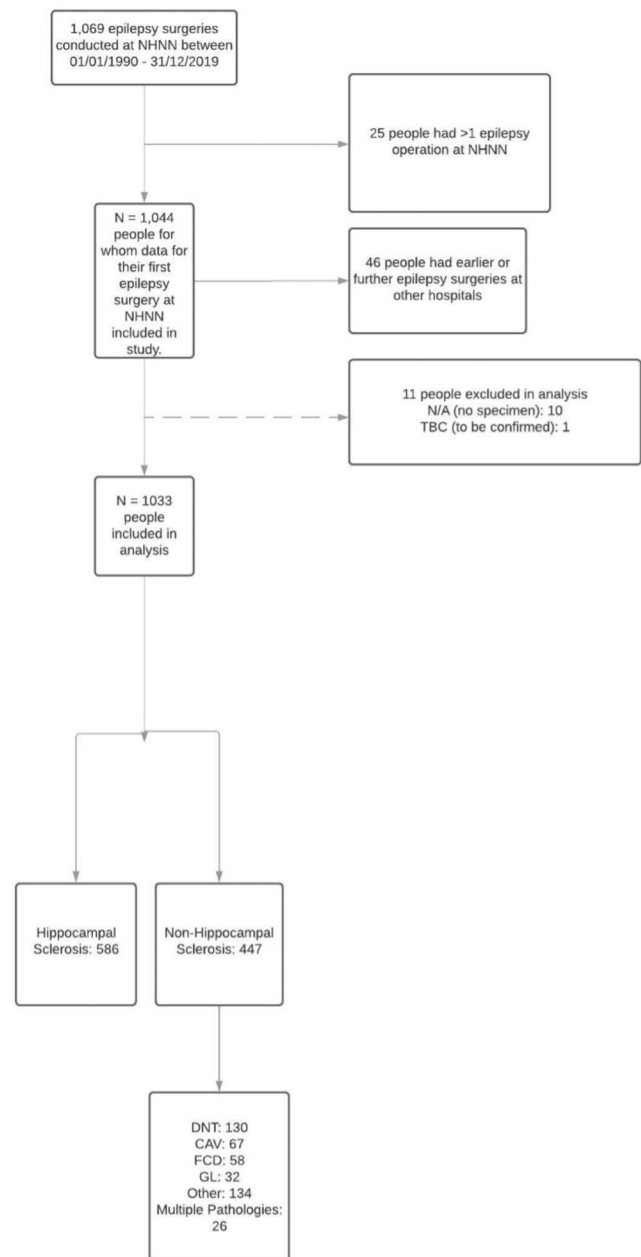 1,069 epilepsy surgeries
conducted at NHNN between
01/01/1990 - 31/12/2019
25 people had >1 epilepsy
operation at NHNN
N = 1,044
people for
whom data for
their first
epilepsy
surgery at
NHNN
included in
study.
46 people had earlier or
further epilepsy surgeries at
other hospitals
11 people excluded in analysis
N/A (no specimen): 10
TBC (to be confirmed): 1
N = 1033
people
included in
analysis
Hippocampal
Sclerosis: 586
Non-Hippocampal
Sclerosis: 447
DNT: 130
CAV: 67
FCD: 58
GL: 32
Other: 134
Multiple Pathologies:
26